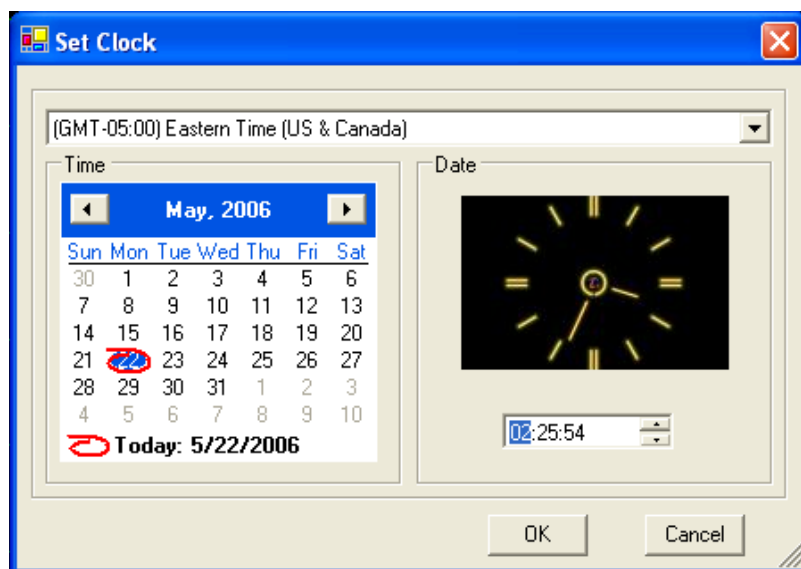 Set Clock
(GMT-05:00) Eastern Time (US & Canada)
Time
May, 2006
Sun Mon Tue Wed Thu Fri Sat
30 1 2 3 4 5 6
7 8 9 10 11 12 13
14 15 16 17 18 19 20
21 22 23 24 25 26 27
28 29 30 31 1 2 3
4 5 6 7 8 9 10
Today: 5/22/2006
Date
02:25:54
OK Cancel